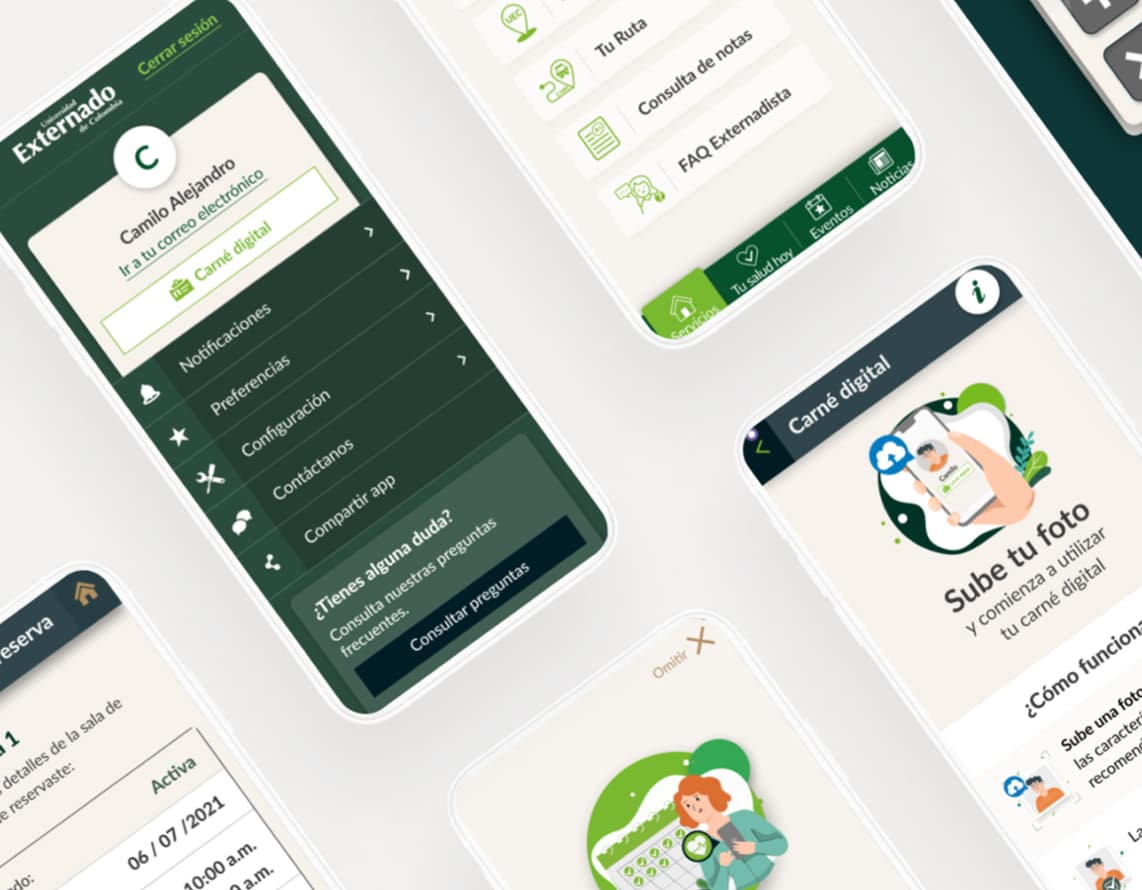 Cerrar sesión
Universidad
Externado
de Colombia
C
Camilo Alejandro
Ir a tu correo electrónico
Carné digital
Notificaciones
Preferencias
Configuración
Contáctanos
Compartir app
¿Tienes alguna duda?
Consulta nuestras preguntas
frecuentes.
Consultar preguntas
UEC
Tu Ruta
Consulta de notas
FAQ Externadista
Servicios
Tu salud hoy
Eventos
Noticias
i
Carné digital
Camilo
Sube tu foto
y comienza a utilizar
tu carné digital
¿Cómo funciona
Sube una foto
las caracter
recomend
La
eserva
1
detalles de la sala de
e reservaste:
Activa
06 / 07 /2021
10:00 a.m.
a.m.
do:
Omitir